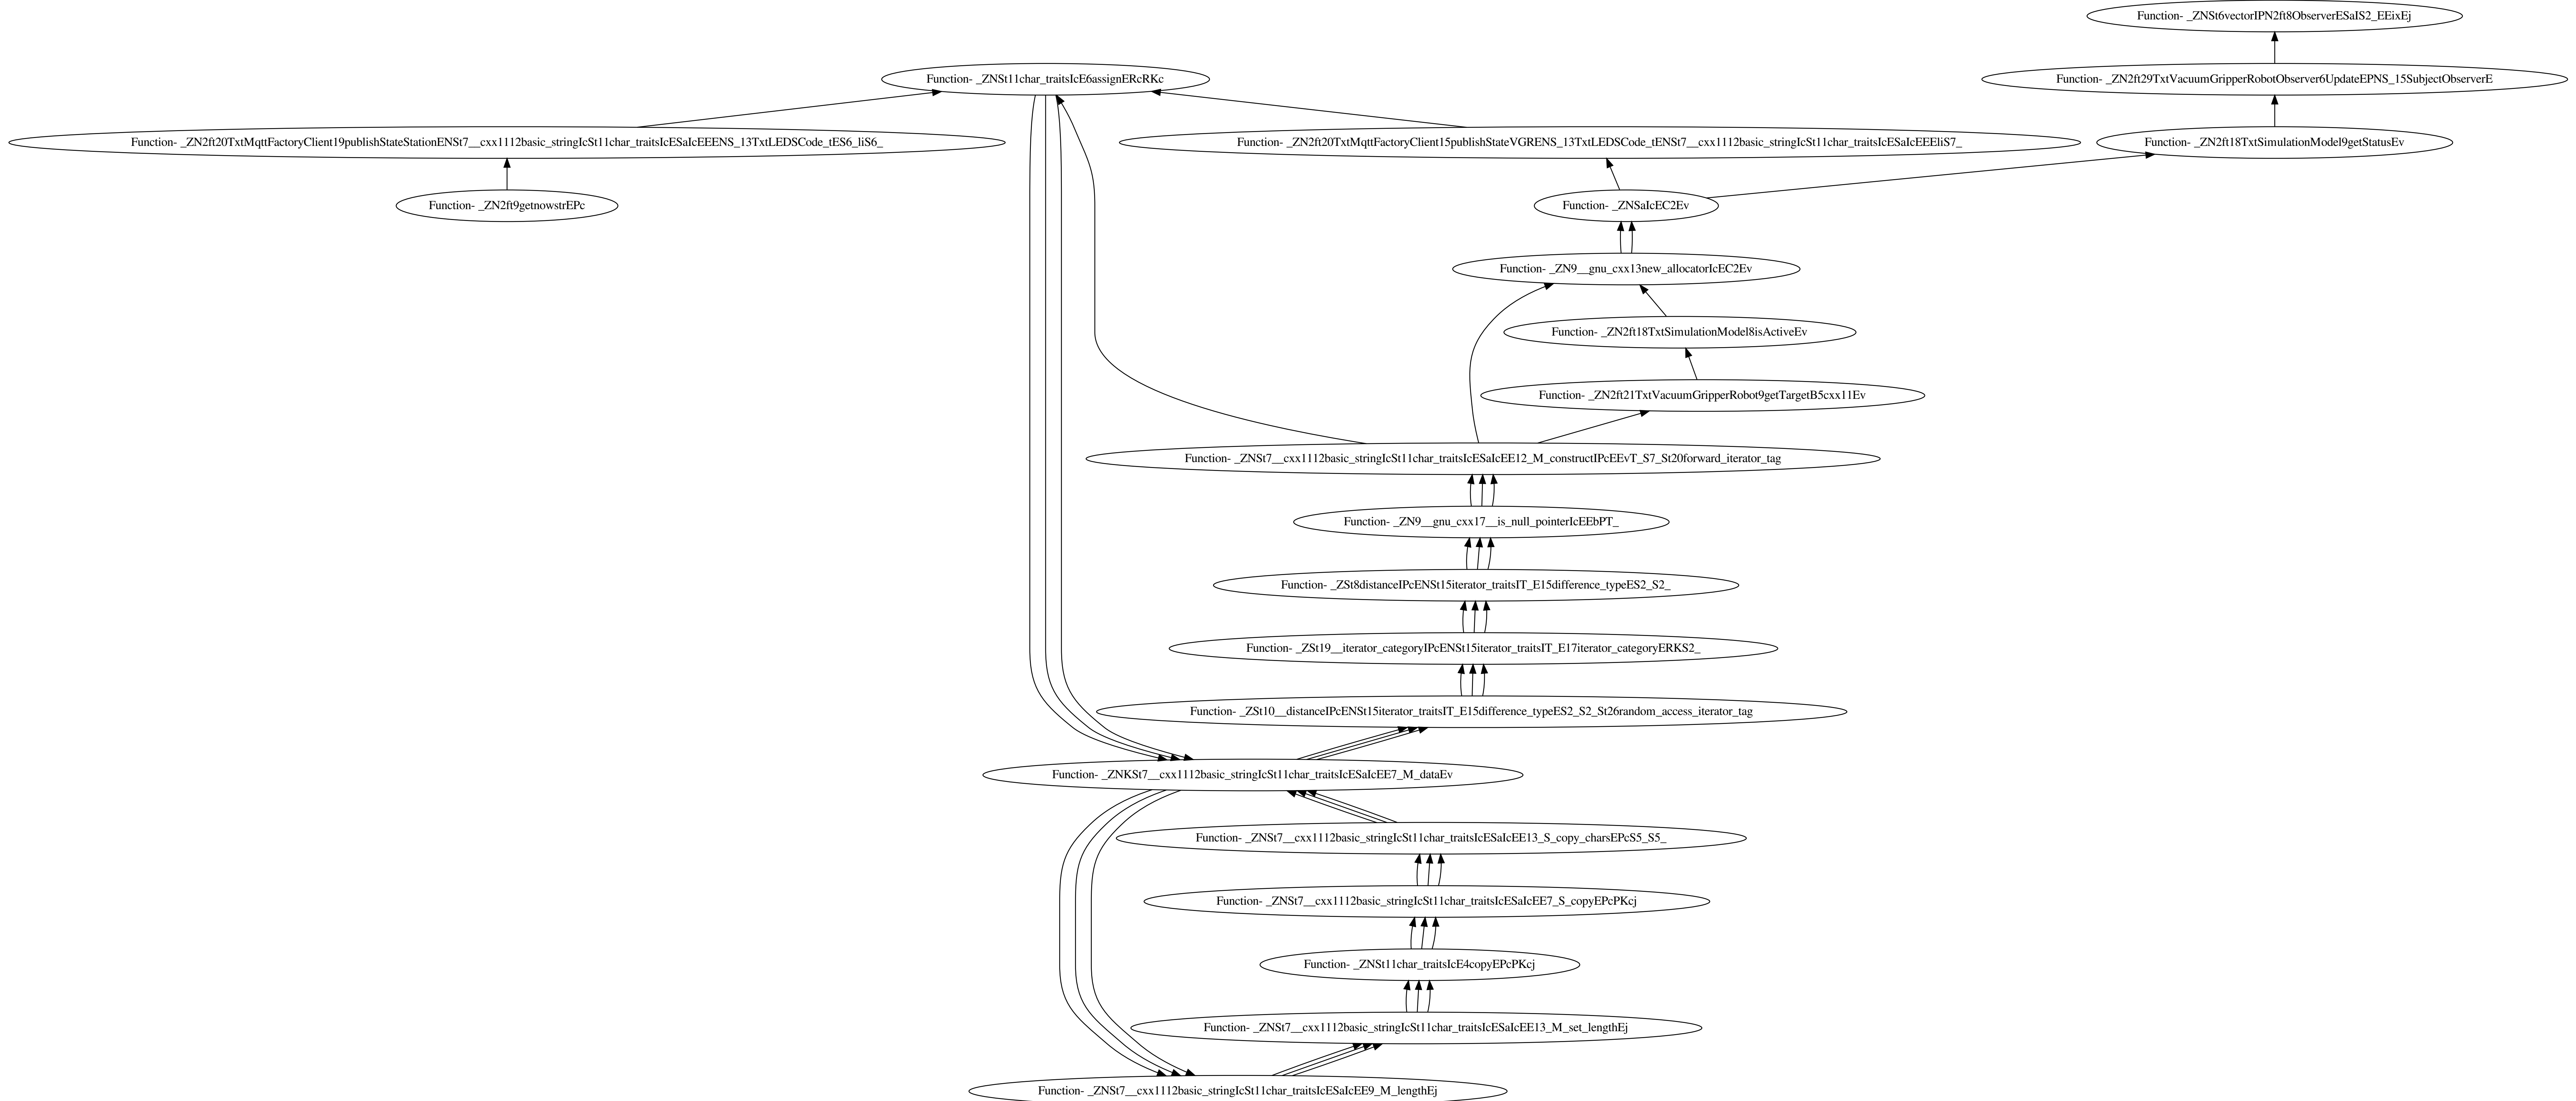 Function- _ZNSt6vectorIPN2ft8ObserverESaIS2_EEixEj
Function- _ZNSt11char_traitsIcE6assignERcRKc
Function- _ZN2ft29TxtVacuumGripperRobotObserver6UpdateEPNS_15SubjectObserverE
Function- _ZN2ft20TxtMqttFactoryClient19publishStateStationENSt7__cxx1112basic_stringIcSt11char_traitsIcESaIcEEENS_13TxtLEDSCode_tES6_liS6_
Function- _ZN2ft20TxtMqttFactoryClient15publishStateVGRENS_13TxtLEDSCode_tENSt7__cxx1112basic_stringIcSt11char_traitsIcESaIcEEEliS7_
Function- _ZN2ft18TxtSimulationModel9getStatusEv
Function- _ZN2ft9getnowstrEPc
Function- _ZNSaIcEC2Ev
Function- _ZN9__gnu_cxx13new_allocatorIcEC2Ev
Function- _ZN2ft18TxtSimulationModel8isActiveEv
Function- _ZN2ft21TxtVacuumGripperRobot9getTargetB5cxx11Ev
Function- _ZNSt7__cxx1112basic_stringIcSt11char_traitsIcESaIcEE12_M_constructIPcEEvT_S7_St20forward_iterator_tag
Function- _ZN9__gnu_cxx17__is_null_pointerIcEEbPT_
Function- _ZSt8distanceIPcENSt15iterator_traitsIT_E15difference_typeES2_S2_
Function- _ZSt19__iterator_categoryIPcENSt15iterator_traitsIT_E17iterator_categoryERKS2_
Function- _ZSt10__distanceIPcENSt15iterator_traitsIT_E15difference_typeES2_S2_St26random_access_iterator_tag
Function- _ZNKSt7__cxx1112basic_stringIcSt11char_traitsIcESaIcEE7_M_dataEv
Function- _ZNSt7__cxx1112basic_stringIcSt11char_traitsIcESaIcEE13_S_copy_charsEPcS5_S5_
Function- _ZNSt7__cxx1112basic_stringIcSt11char_traitsIcESaIcEE7_S_copyEPcPKcj
Function- _ZNSt11char_traitsIcE4copyEPcPKcj
Function- _ZNSt7__cxx1112basic_stringIcSt11char_traitsIcESaIcEE13_M_set_lengthEj
Function- _ZNSt7__cxx1112basic_stringIcSt11char_traitsIcESaIcEE9_M_lengthEj